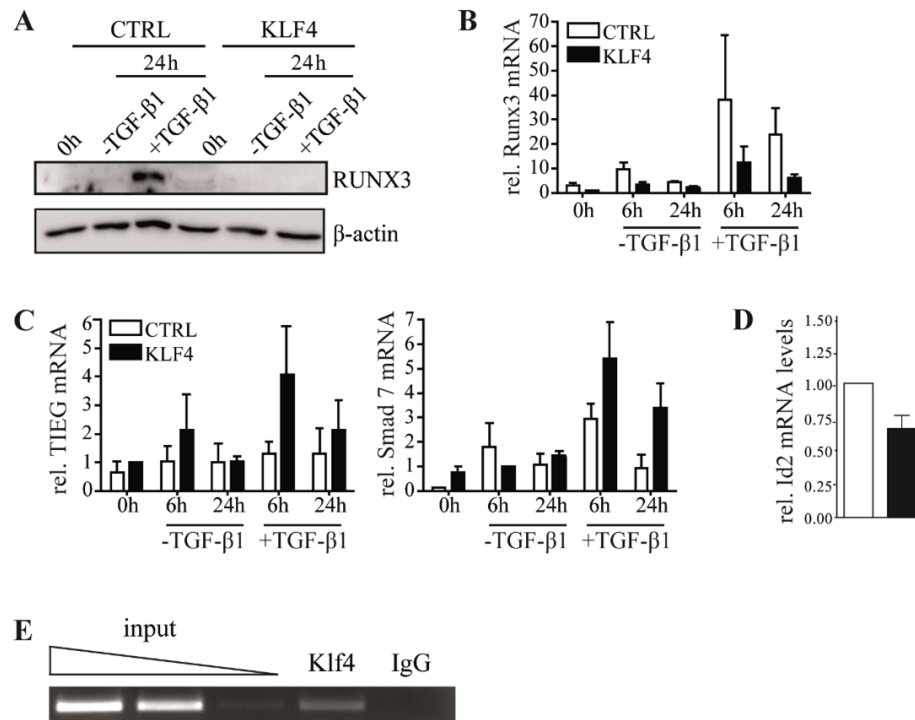 A
CTRL KLF4
24h 24h
0h -TGF-β1 +TGF-β1 0h -TGF-β1 +TGF-β1
RUNX3
β-actin
B
rel. Runx3 mRNA
70
60
50
40
30
20
10
0
CTRL
KLF4
0h 6h 24h 6h 24h
-TGF-β1 +TGF-β1
C
rel. TIEG mRNA
6
5
4
3
2
1
0
CTRL
KLF4
0h 6h 24h 6h 24h
-TGF-β1 +TGF-β1
rel. Smad 7 mRNA
7
6
5
4
3
2
1
0
0h 6h 24h 6h 24h
-TGF-β1 +TGF-β1
D
rel. Id2 mRNA levels
1.50
1.25
1.00
0.75
0.50
0.25
0.00
E
input Klf4 IgG